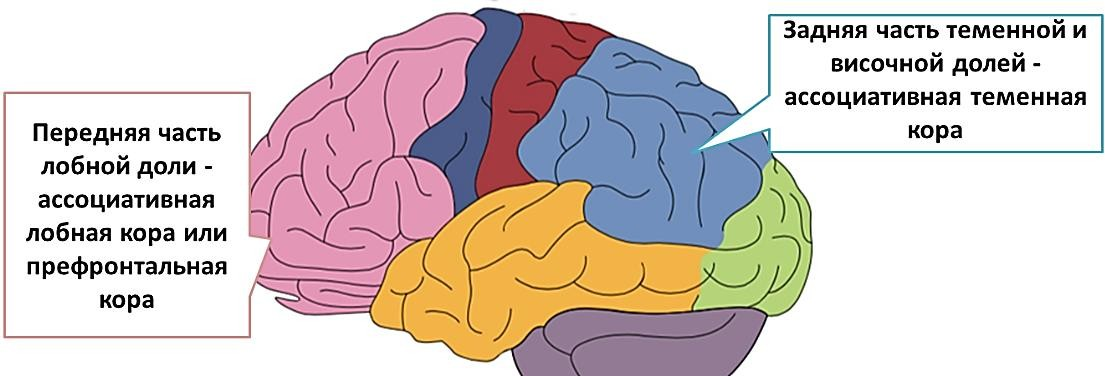 Передняя часть
лобной доли -
ассоциативная
лобная кора или
префронтальная
кора
Задняя часть теменной и
височной долей -
ассоциативная теменная
кора